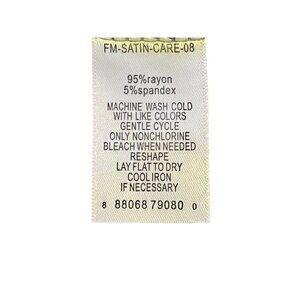 FM-SATIN-CARE-08
95%rayon
5%spandex
MACHINE WASH COLD
WITH LIKE COLORS
GENTLE CYCLE
ONLY NONCHLORINE
BLEACH WHEN NEEDED
RESHAPE
LAY FLAT TO DRY
COOL IRON
IF NECESSARY
8 88068 79080 0